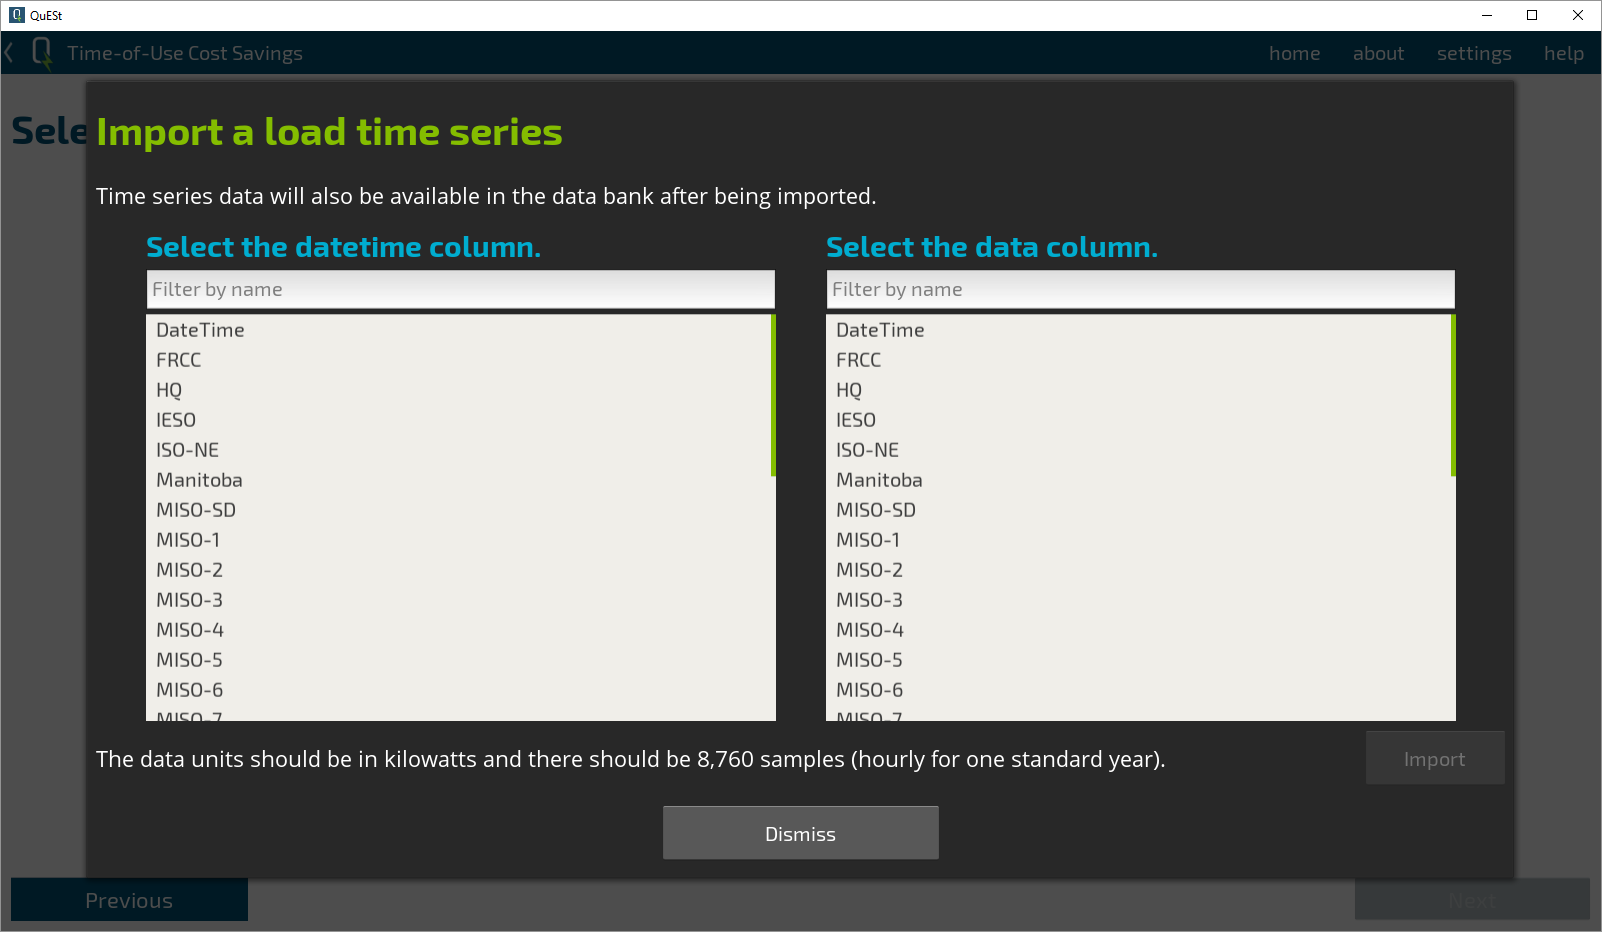 QuESt
Time-of-Use Cost Savings
home about settings help
Sele
Import a load time series
Time series data will also be available in the data bank after being imported.
Select the datetime column.
Filter by name
DateTime
FRCC
HQ
IESO
ISO-NE
Manitoba
MISO-SD
MISO-1
MISO-2
MISO-3
MISO-4
MISO-5
MISO-6
MISO-7
Select the data column.
Filter by name
DateTime
FRCC
HQ
IESO
ISO-NE
Manitoba
MISO-SD
MISO-1
MISO-2
MISO-3
MISO-4
MISO-5
MISO-6
MISO-7
The data units should be in kilowatts and there should be 8,760 samples (hourly for one standard year).
Import
Dismiss
Previous
Next